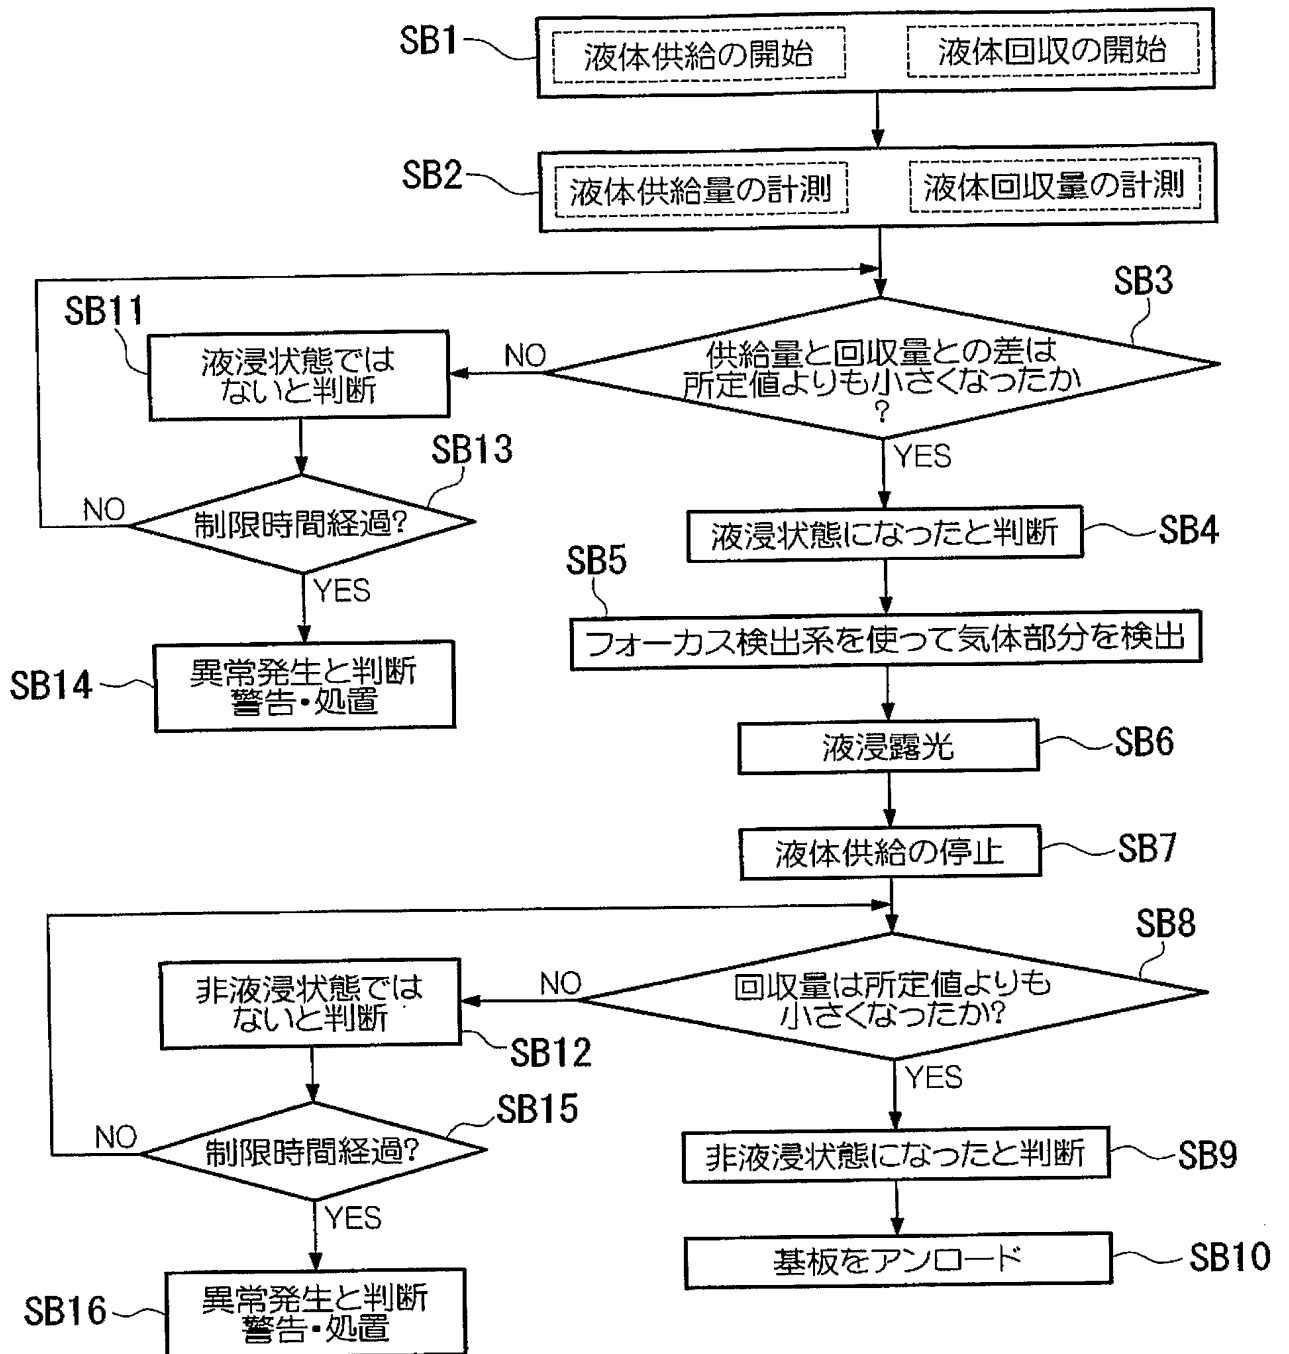 SB1
液体供給の開始
液体回収の開始
SB2
液体供給量の計測
液体回収量の計測
SB3
供給量と回収量との差は
所定値よりも小さくなったか
?
NO
YES
SB11
液浸状態では
ないと判断
SB13
制限時間経過?
NO
YES
SB14
異常発生と判断
警告・処置
液浸状態になったと判断
SB4
SB5
フォーカス検出系を使って気体部分を検出
液浸露光
SB6
液体供給の停止
SB7
SB8
回収量は所定値よりも
小さくなったか?
NO
YES
非液浸状態では
ないと判断
SB12
SB15
制限時間経過?
NO
YES
SB16
異常発生と判断
警告・処置
非液浸状態になったと判断
SB9
基板をアンロード
SB10